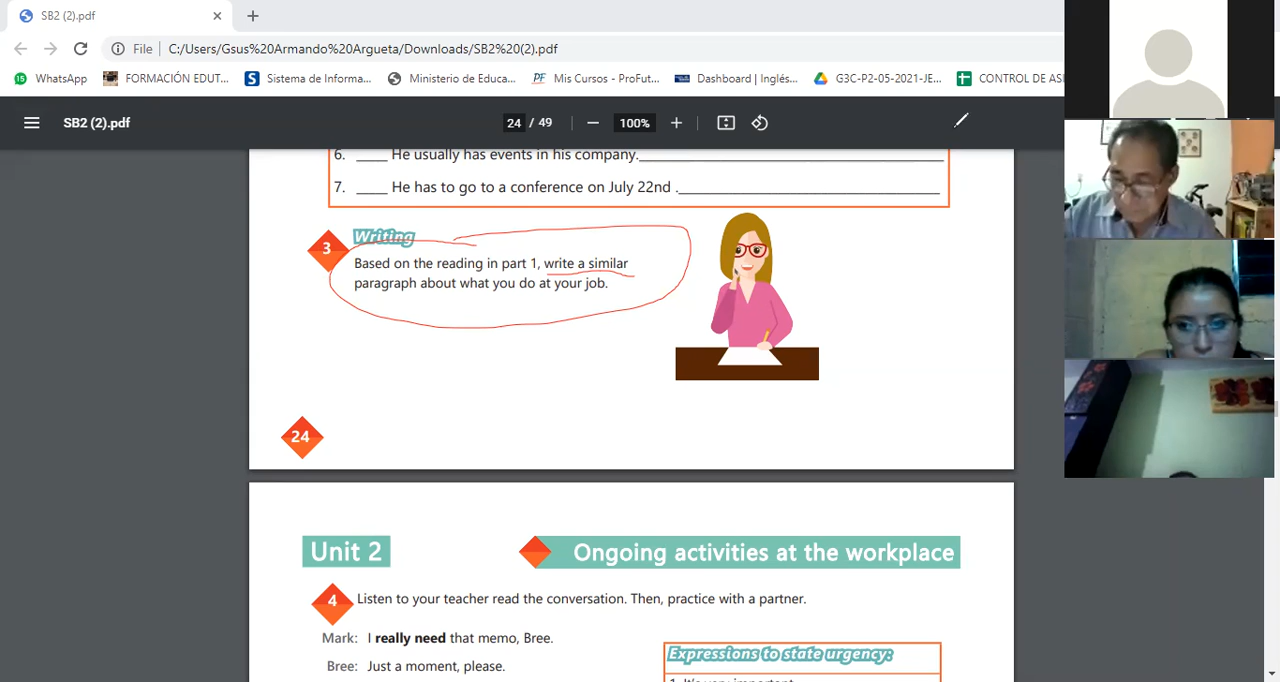 SB2 (2).pdf
File
C:/Users/Gsus%20Armando%20Argueta/Downloads/SB2%20(2).pdf
WhatsApp
FORMACIÓN EDUT...
Sistema de Informa...
Ministerio de Educa...
Mis Cursos - ProFut...
Dashboard | Inglés...
G3C-P2-05-2021-JE...
CONTROL DE ASI
SB2 (2).pdf
24 / 49
100%
6. ____ He usually has events in his company.
7. ____ He has to go to a conference on July 22nd .
3
Writing
Based on the reading in part 1, write a similar
paragraph about what you do at your job.
24
Unit 2
Ongoing activities at the workplace
4
Listen to your teacher read the conversation. Then, practice with a partner.
Mark: I really need that memo, Bree.
Bree: Just a moment, please.
Expressions to state urgency:
1. It's very important